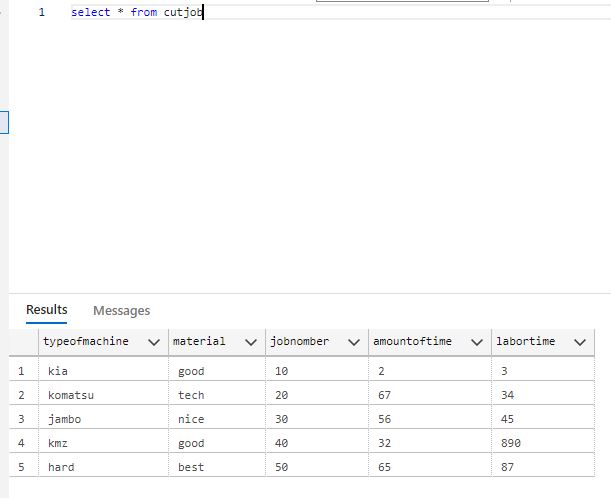 1 select * from cutjob
Results Messages
typeofmachine material jobnomber amountoftime labortime
1 kia good 10 2 3
2 komatsu tech 20 67 34
3 jambo nice 30 56 45
4 kmz good 40 32 890
5 hard best 50 65 87